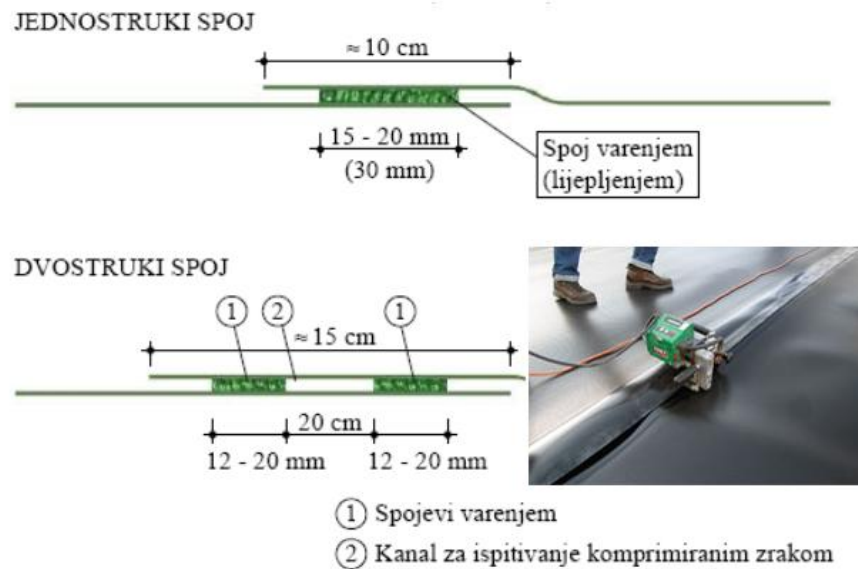 JEDNOSTRUKI SPOJ
≈ 10 cm
15 - 20 mm
(30 mm)
Spoj varenjem
(lijepljenjem)
DVOSTRUKI SPOJ
1 2 1
≈ 15 cm
20 cm
12 - 20 mm 12 - 20 mm
1 Spojevi varenjem
2 Kanal za ispitivanje komprimiranim zrakom